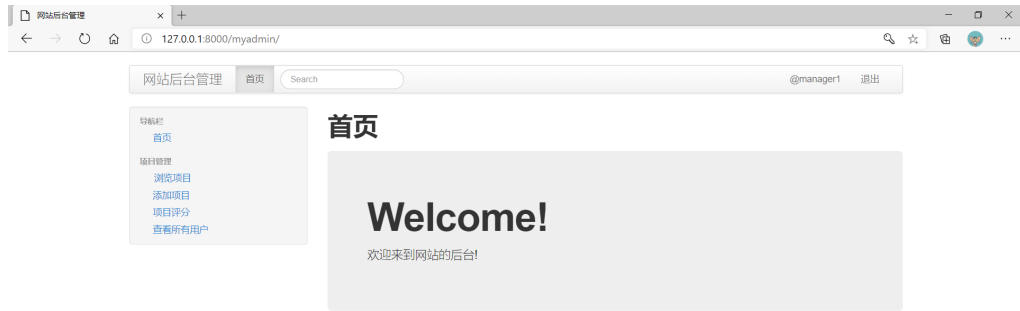 网站后台管理
127.0.0.1:8000/myadmin/
网站后台管理 首页 Search @manager1 退出
导航栏
首页
项目管理
浏览项目
添加项目
项目评分
查看所有用户
首页
Welcome!
欢迎来到网站的后台!